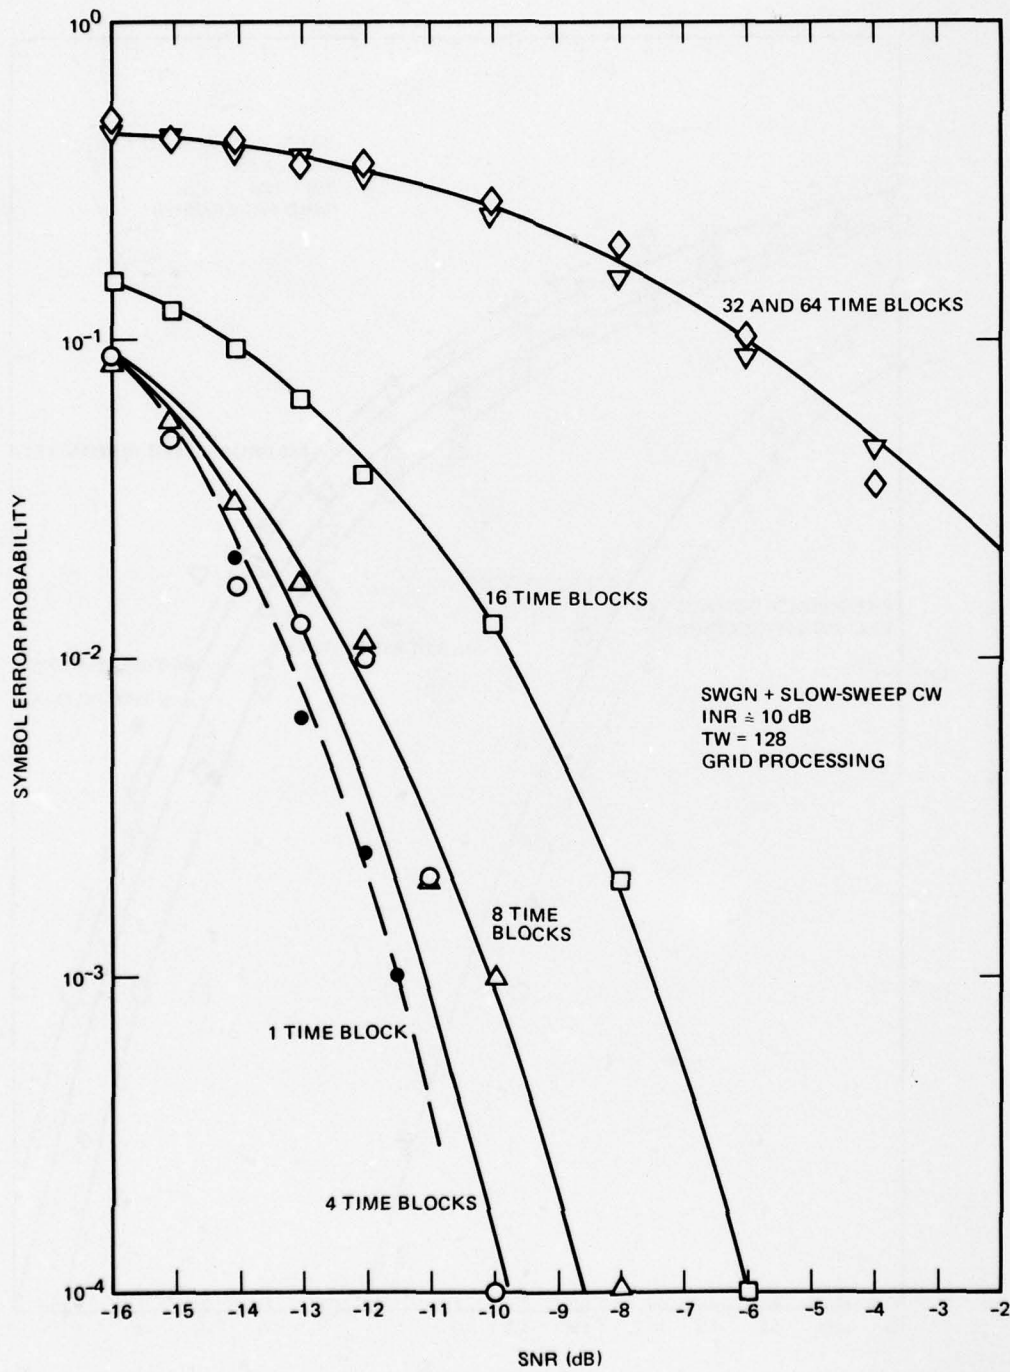 10⁰
10⁻¹
10⁻²
10⁻³
10⁻⁴
SYMBOL ERROR PROBABILITY
32 AND 64 TIME BLOCKS
16 TIME BLOCKS
SWGN + SLOW-SWEEP CW
INR ≐ 10 dB
TW = 128
GRID PROCESSING
8 TIME
BLOCKS
1 TIME BLOCK
4 TIME BLOCKS
-16 -15 -14 -13 -12 -11 -10 -9 -8 -7 -6 -5 -4 -3 -2
SNR (dB)